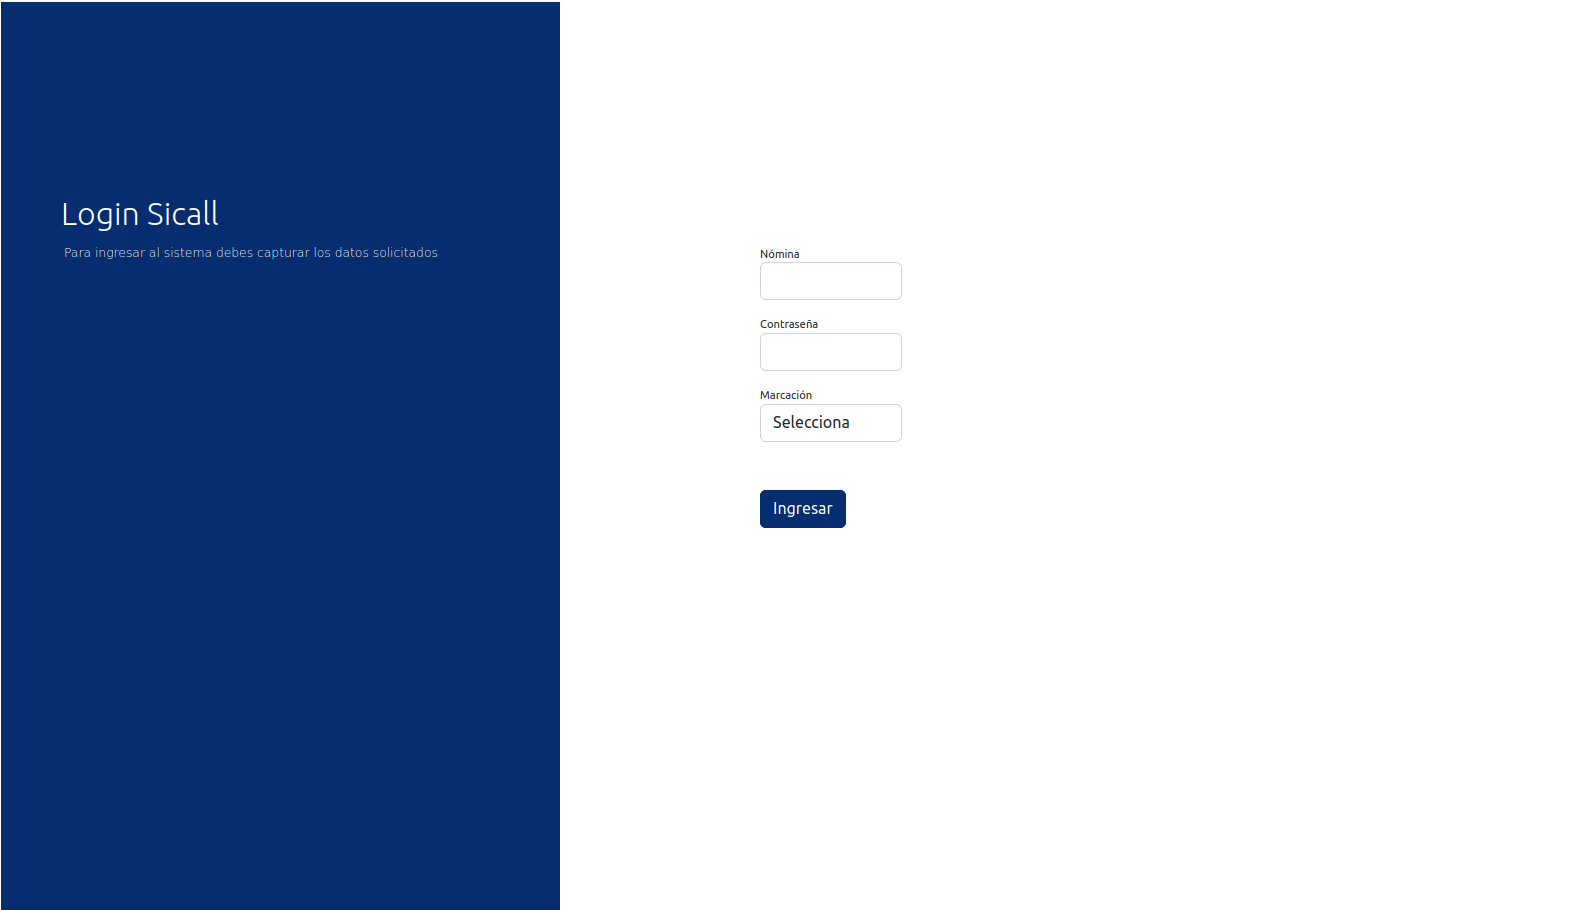 Login Sicall
Para ingresar al sistema debes capturar los datos solicitados
Nómina
Contraseña
Marcación
Selecciona
Ingresar